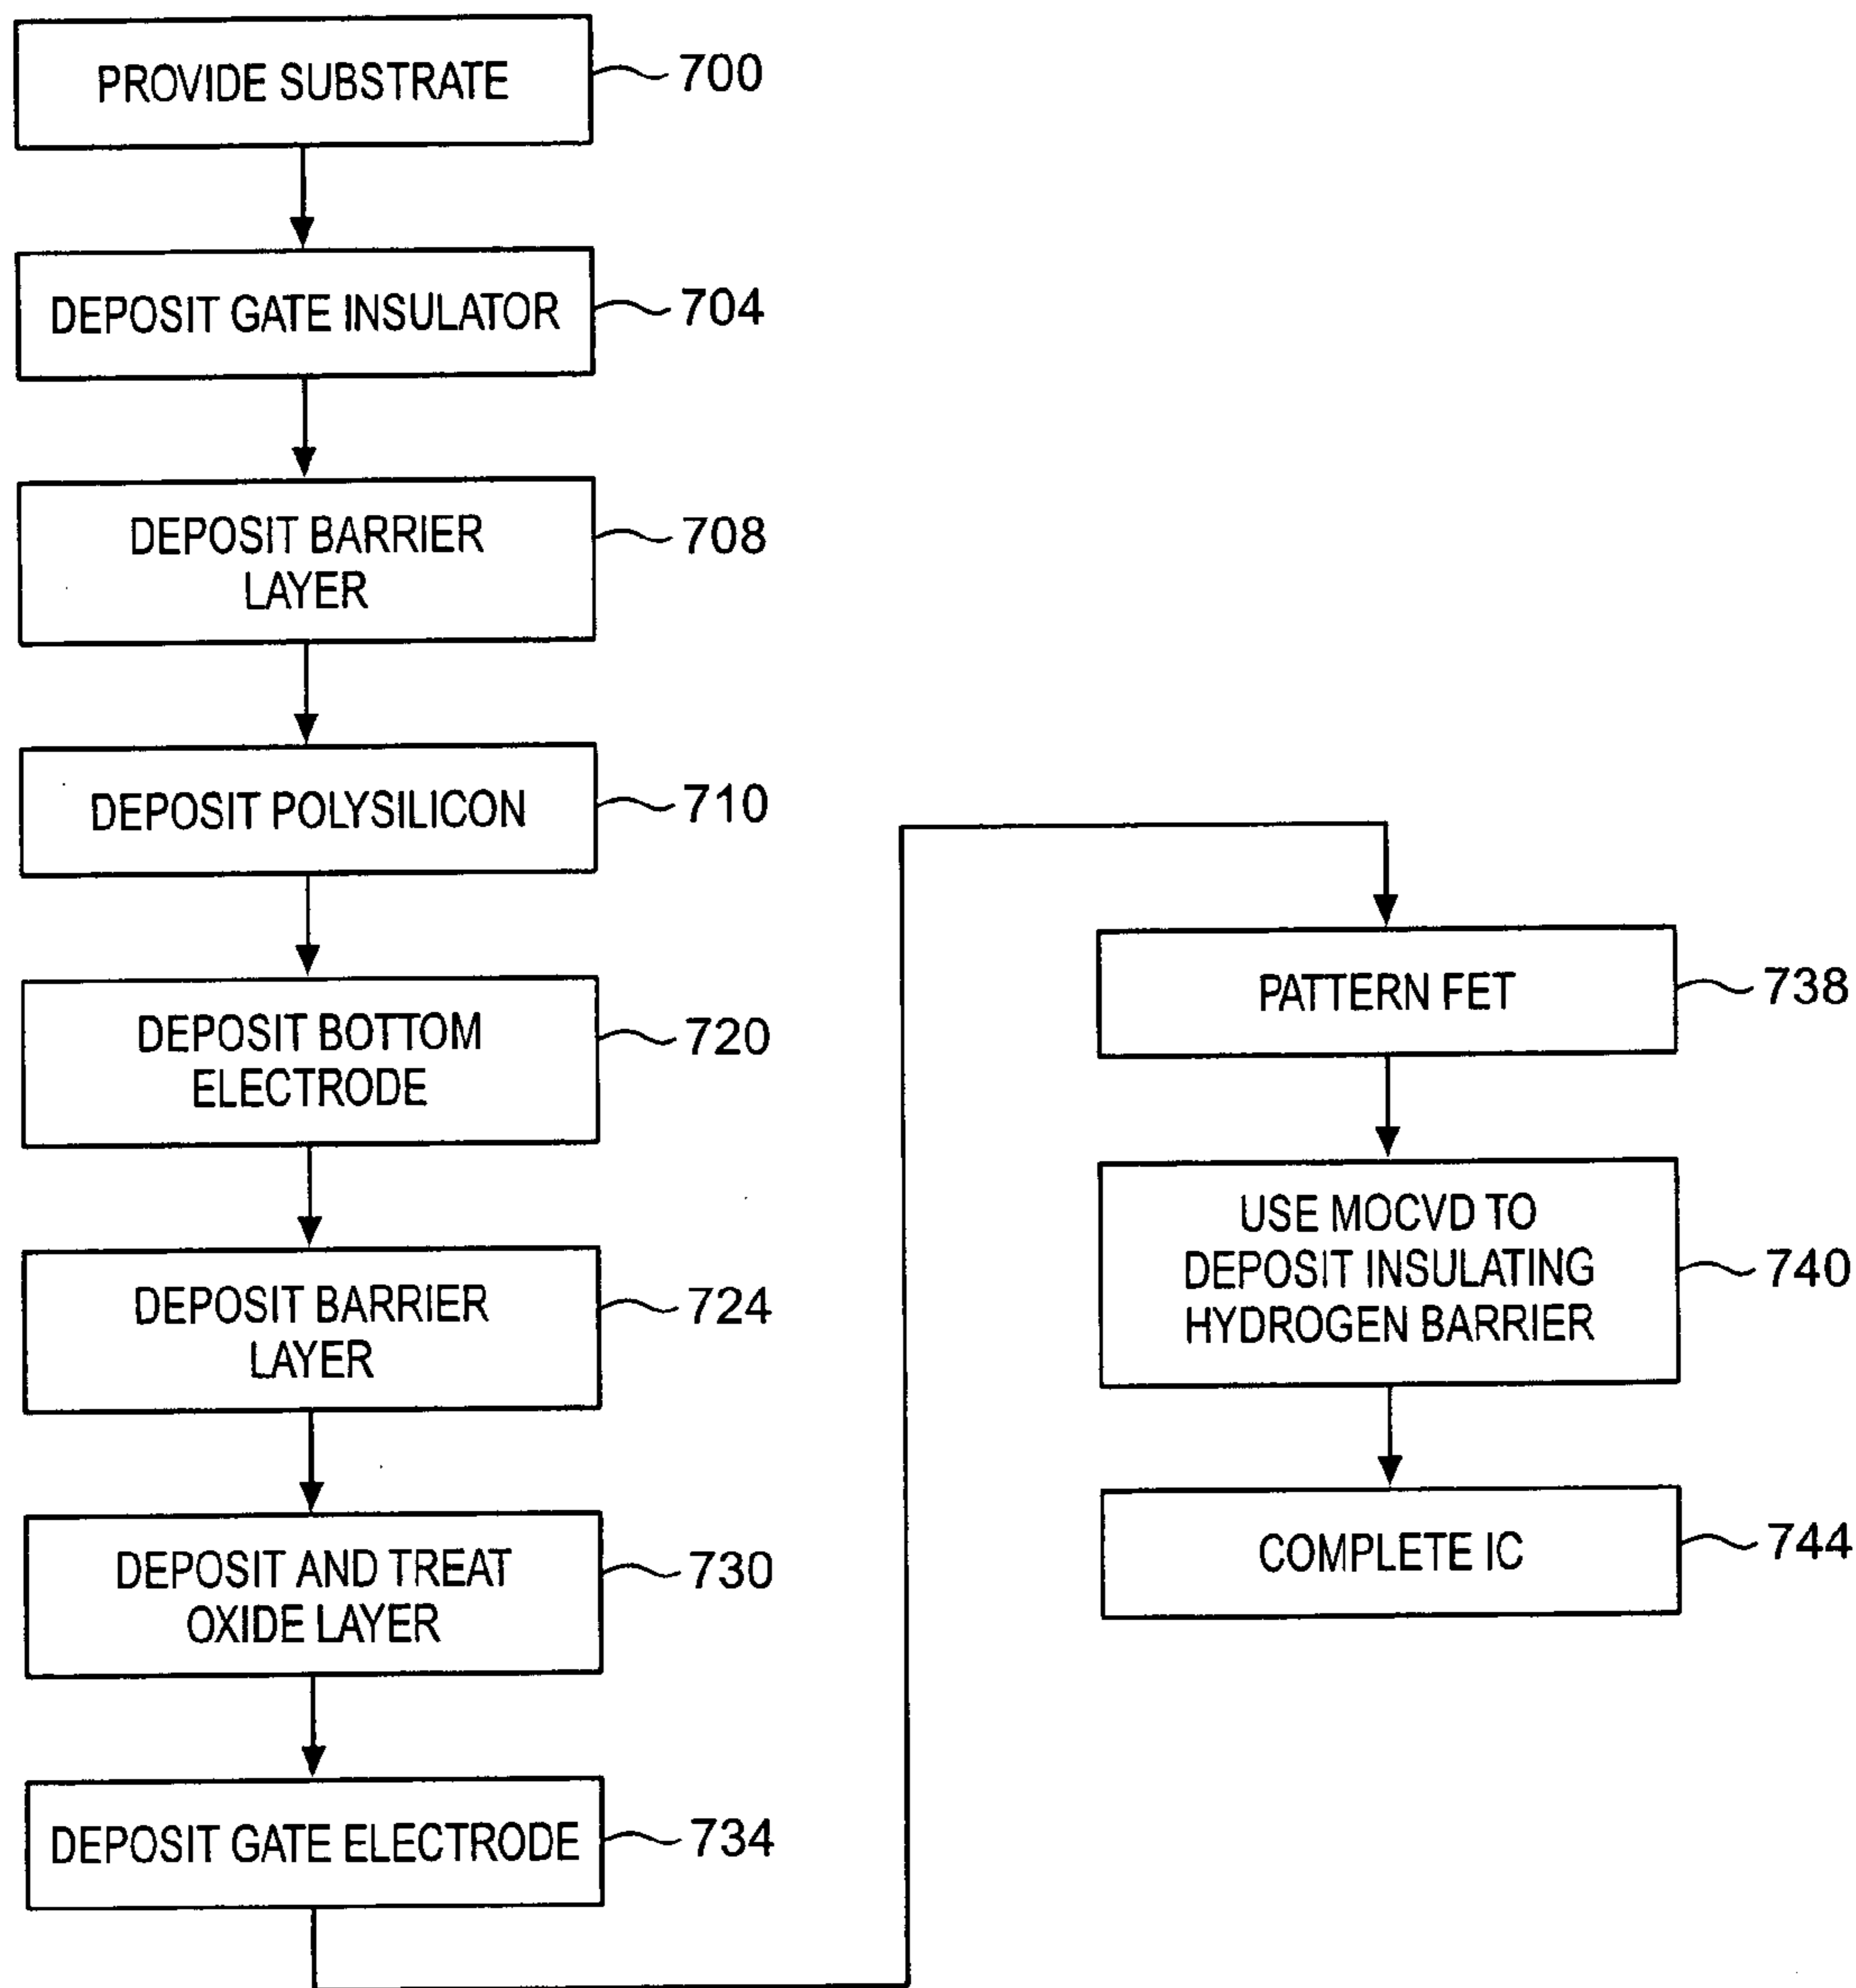 PROVIDE SUBSTRATE
700
DEPOSIT GATE INSULATOR
704
DEPOSIT BARRIER
LAYER
708
DEPOSIT POLYSILICON
710
DEPOSIT BOTTOM
ELECTRODE
720
DEPOSIT BARRIER
LAYER
724
DEPOSIT AND TREAT
OXIDE LAYER
730
DEPOSIT GATE ELECTRODE
734
PATTERN FET
738
USE MOCVD TO
DEPOSIT INSULATING
HYDROGEN BARRIER
740
COMPLETE IC
744